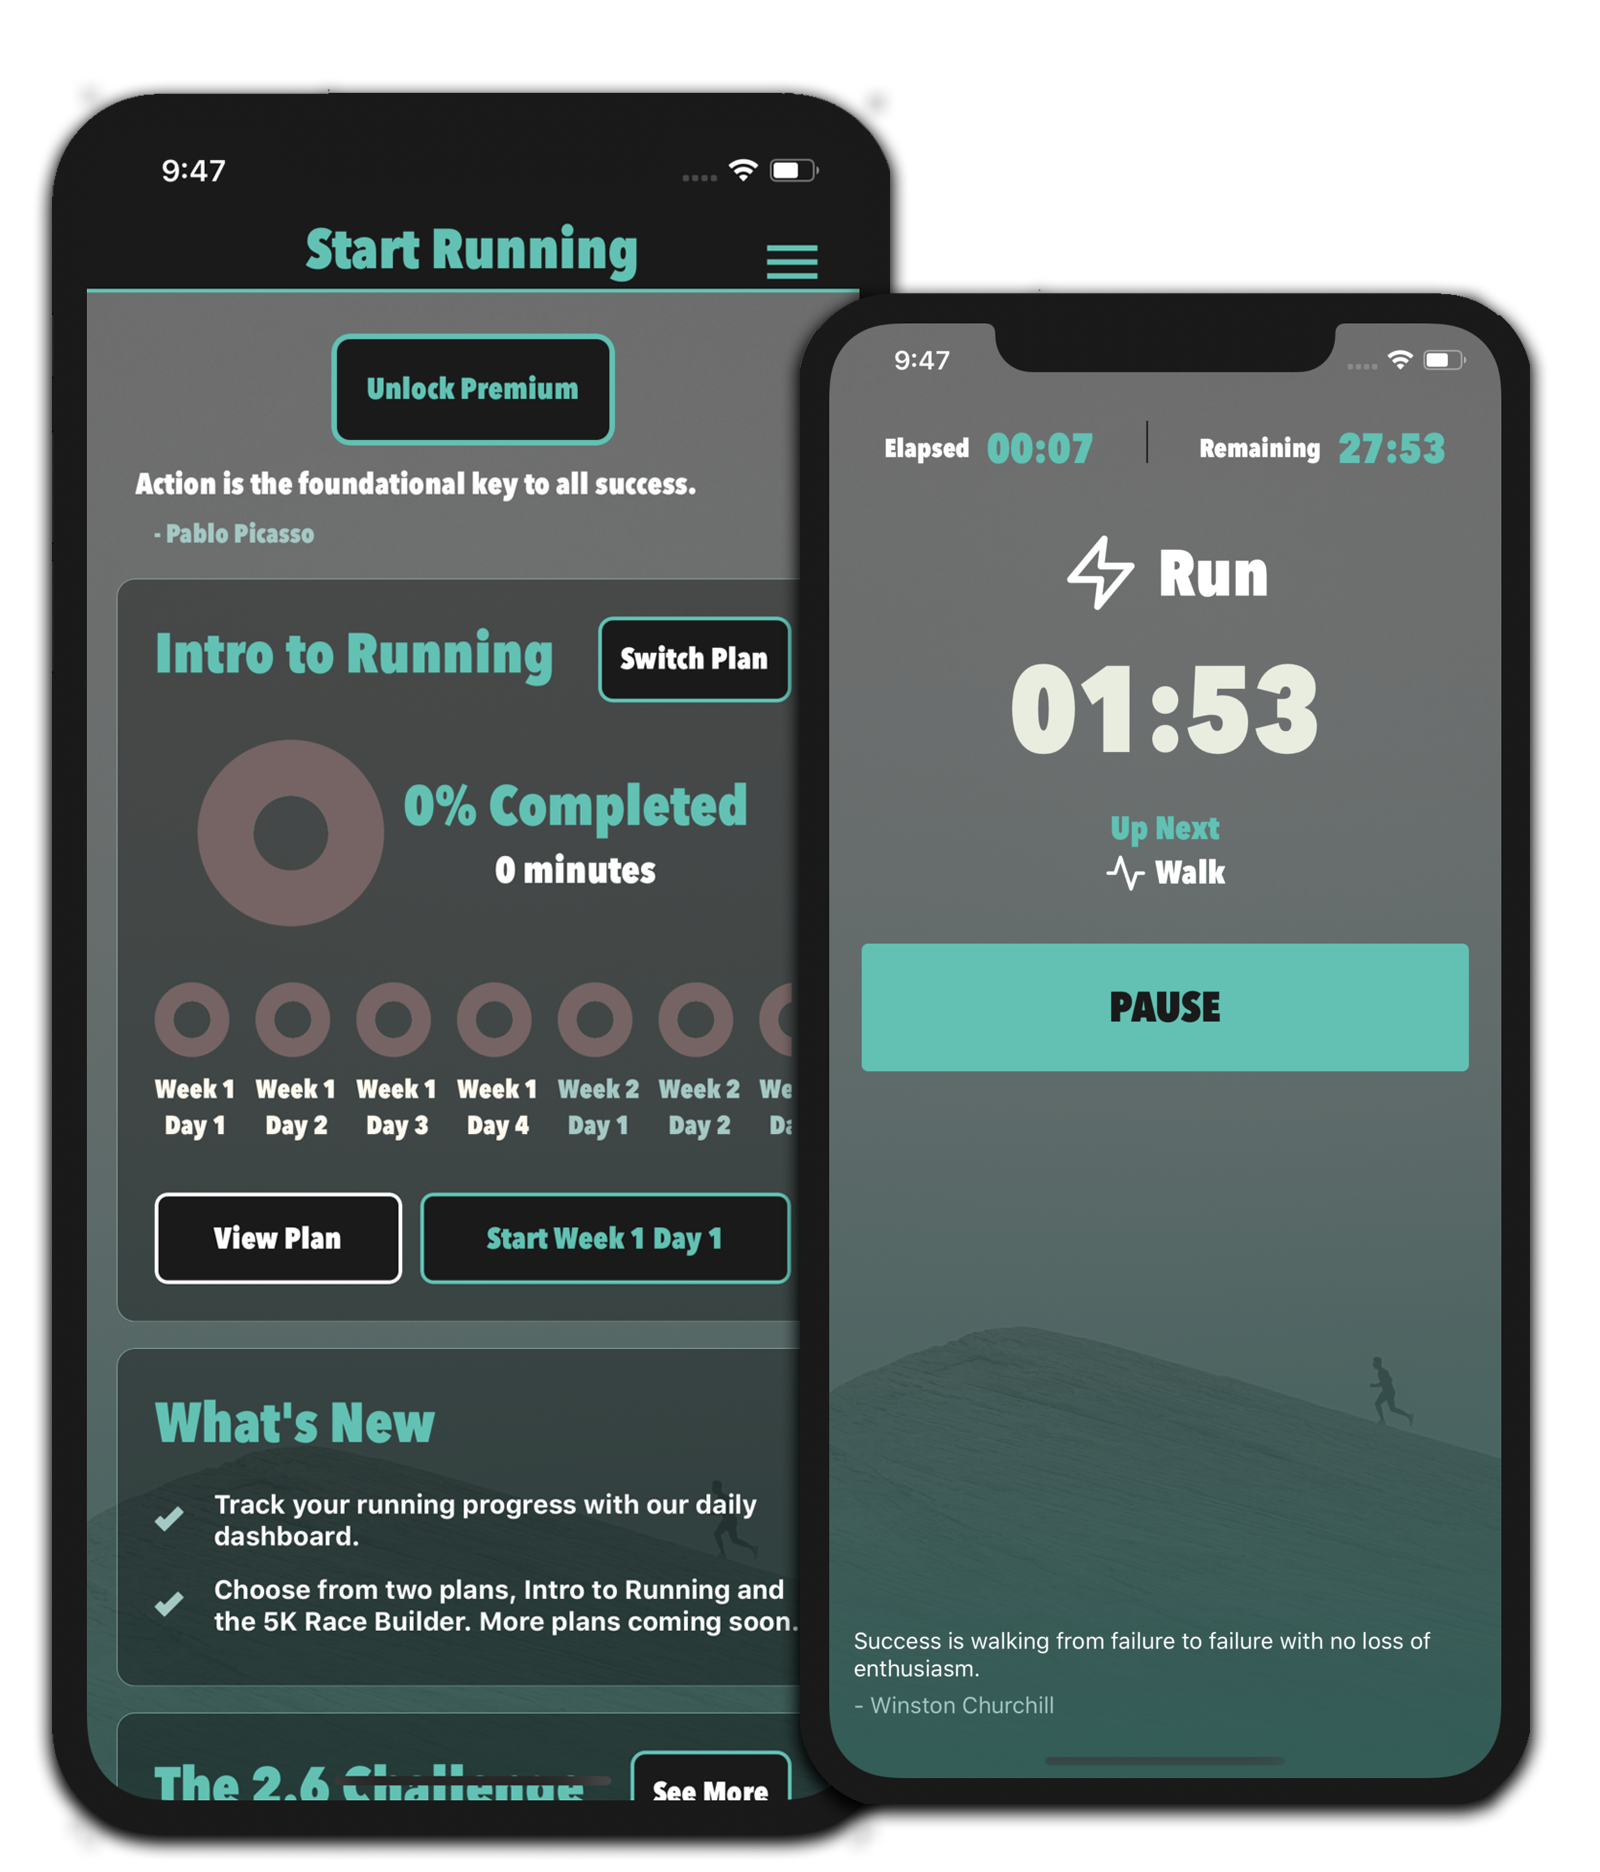 9:47
Start Running
Unlock Premium
Action is the foundational key to all success.
- Pablo Picasso
Intro to Running
Switch Plan
0% Completed
0 minutes
Week 1 Week 1 Week 1 Week 1 Week 2 Week 2 We
Day 1 Day 2 Day 3 Day 4 Day 1 Day 2 Da
View Plan
Start Week 1 Day 1
What's New
Track your running progress with our daily
dashboard.
Choose from two plans, Intro to Running and
the 5K Race Builder. More plans coming soon.
The 2.6 Challenge
See More
9:47
Elapsed 00:07
Remaining 27:53
Run
01:53
Up Next
Walk
PAUSE
Success is walking from failure to failure with no loss of
enthusiasm.
- Winston Churchill